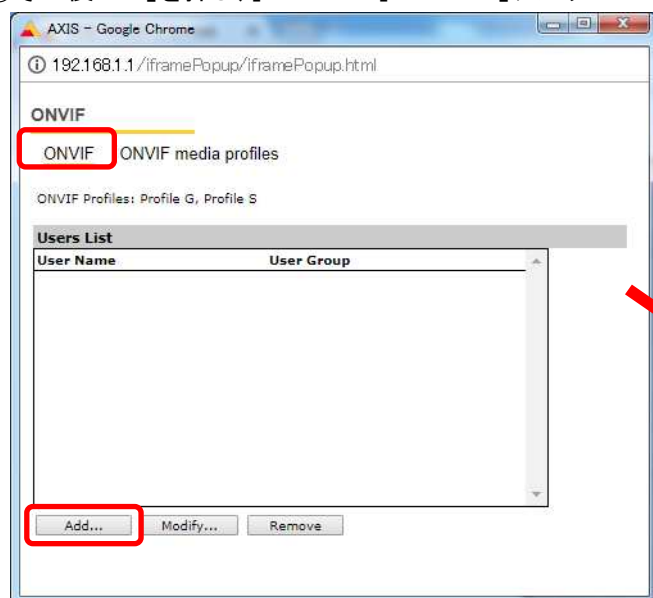 AXIS - Google Chrome
192.168.1.1/iframePopup/iframePopup.html
ONVIF
ONVIF ONVIF media profiles
ONVIF Profiles: Profile G, Profile S
Users List
User Name User Group
Add... Modify... Remove